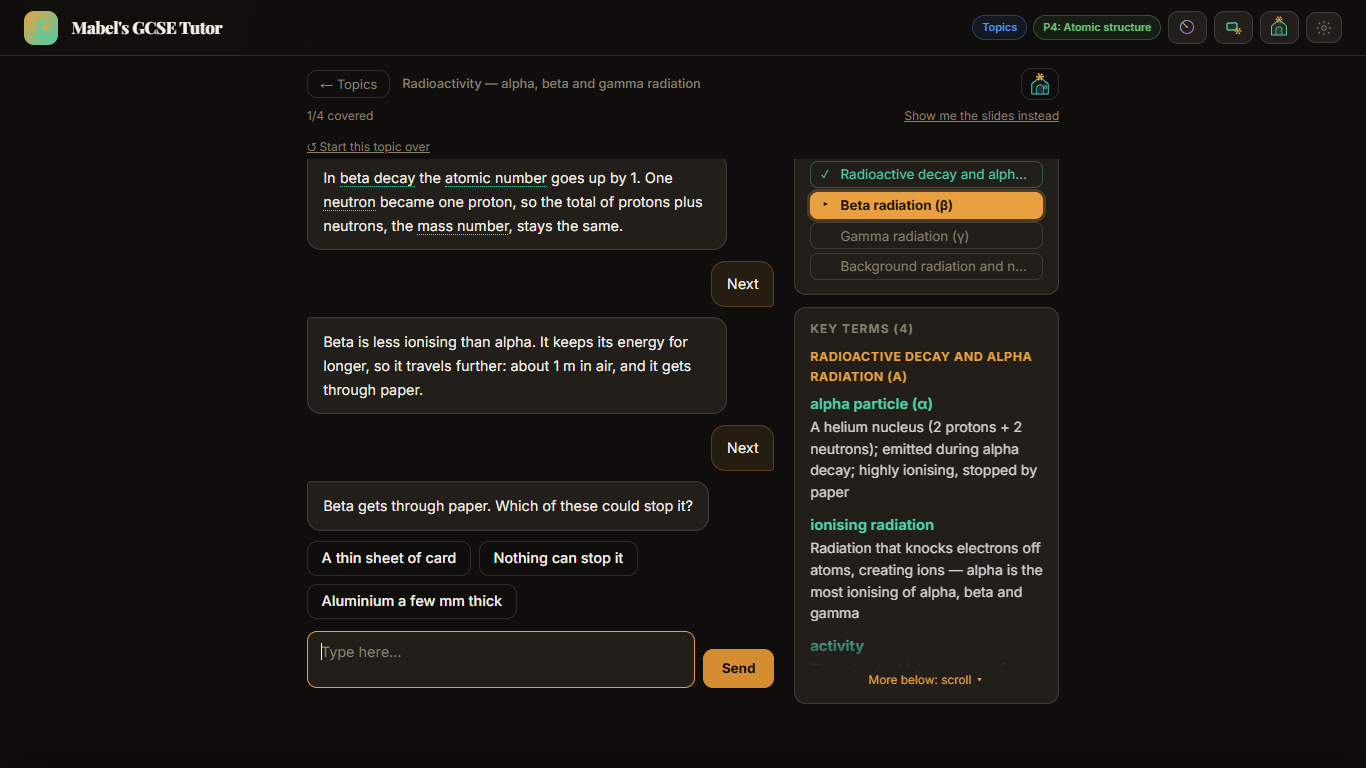 Mabel's GCSE Tutor
Topics
P4: Atomic structure
← Topics
Radioactivity — alpha, beta and gamma radiation
1/4 covered
Show me the slides instead
↺ Start this topic over
In beta decay the atomic number goes up by 1. One
neutron became one proton, so the total of protons plus
neutrons, the mass number, stays the same.
Next
Beta is less ionising than alpha. It keeps its energy for
longer, so it travels further: about 1 m in air, and it gets
through paper.
Next
Beta gets through paper. Which of these could stop it?
A thin sheet of card
Nothing can stop it
Aluminium a few mm thick
Type here...
Send
✓ Radioactive decay and alph...
‣ Beta radiation (β)
Gamma radiation (γ)
Background radiation and n...
KEY TERMS (4)
RADIOACTIVE DECAY AND ALPHA
RADIATION (Α)
alpha particle (α)
A helium nucleus (2 protons + 2
neutrons); emitted during alpha
decay; highly ionising, stopped by
paper
ionising radiation
Radiation that knocks electrons off
atoms, creating ions — alpha is the
most ionising of alpha, beta and
gamma
activity
More below: scroll ▾